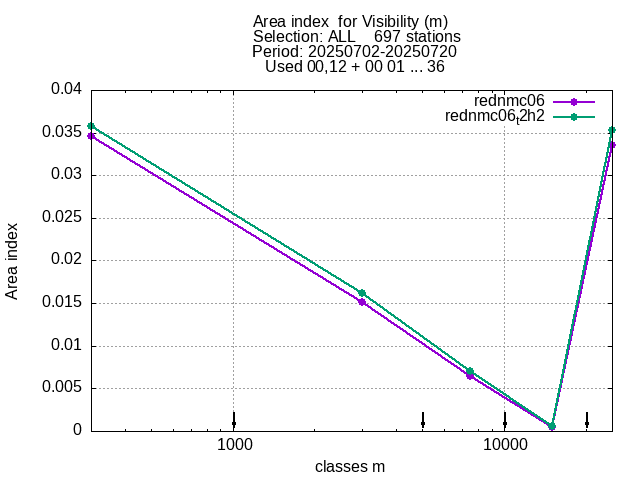 Area index  for Visibility (m)
Selection: ALL    697 stations
Period: 20250702-20250720
Used 00,12 + 00 01 ... 36
rednmc06
rednmc06_t2h2
0.04
0.035
0.03
0.025
0.02
0.015
0.01
0.005
0
Area index
1000
10000
classes m